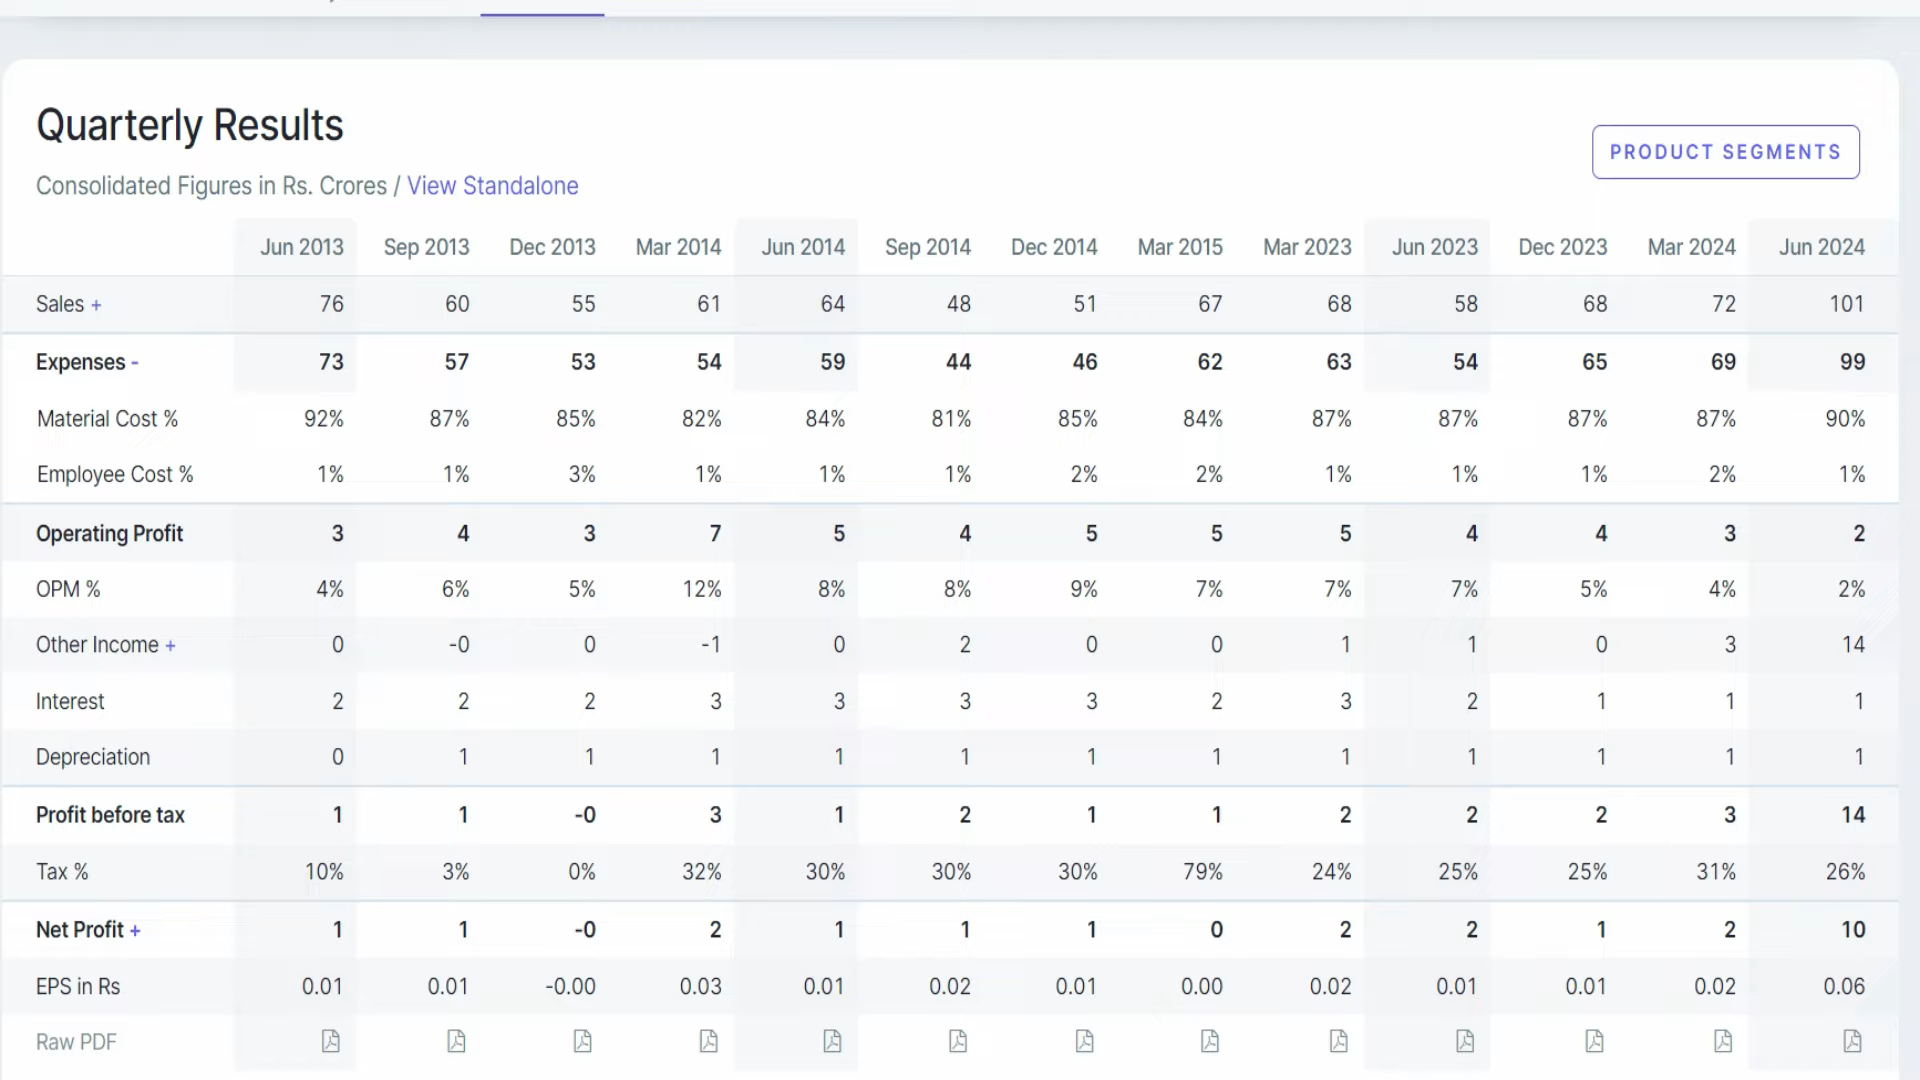 Quarterly Results
PRODUCT SEGMENTS
Consolidated Figures in Rs. Crores / View Standalone
Jun 2013 Sep 2013 Dec 2013 Mar 2014 Jun 2014 Sep 2014 Dec 2014 Mar 2015 Mar 2023 Jun 2023 Dec 2023 Mar 2024 Jun 2024
Sales + 76 60 55 61 64 48 51 67 68 58 68 72 101
Expenses - 73 57 53 54 59 44 46 62 63 54 65 69 99
Material Cost % 92% 87% 85% 82% 84% 81% 85% 84% 87% 87% 87% 87% 90%
Employee Cost % 1% 1% 3% 1% 1% 1% 2% 2% 1% 1% 1% 2% 1%
Operating Profit 3 4 3 7 5 4 5 5 5 4 4 3 2
OPM % 4% 6% 5% 12% 8% 8% 9% 7% 7% 7% 5% 4% 2%
Other Income + 0 -0 0 -1 0 2 0 0 1 1 0 3 14
Interest 2 2 2 3 3 3 3 2 3 2 1 1 1
Depreciation 0 1 1 1 1 1 1 1 1 1 1 1 1
Profit before tax 1 1 -0 3 1 2 1 1 2 2 2 3 14
Tax % 10% 3% 0% 32% 30% 30% 30% 79% 24% 25% 25% 31% 26%
Net Profit + 1 1 -0 2 1 1 1 0 2 2 1 2 10
EPS in Rs 0.01 0.01 -0.00 0.03 0.01 0.02 0.01 0.00 0.02 0.01 0.01 0.02 0.06
Raw PDF